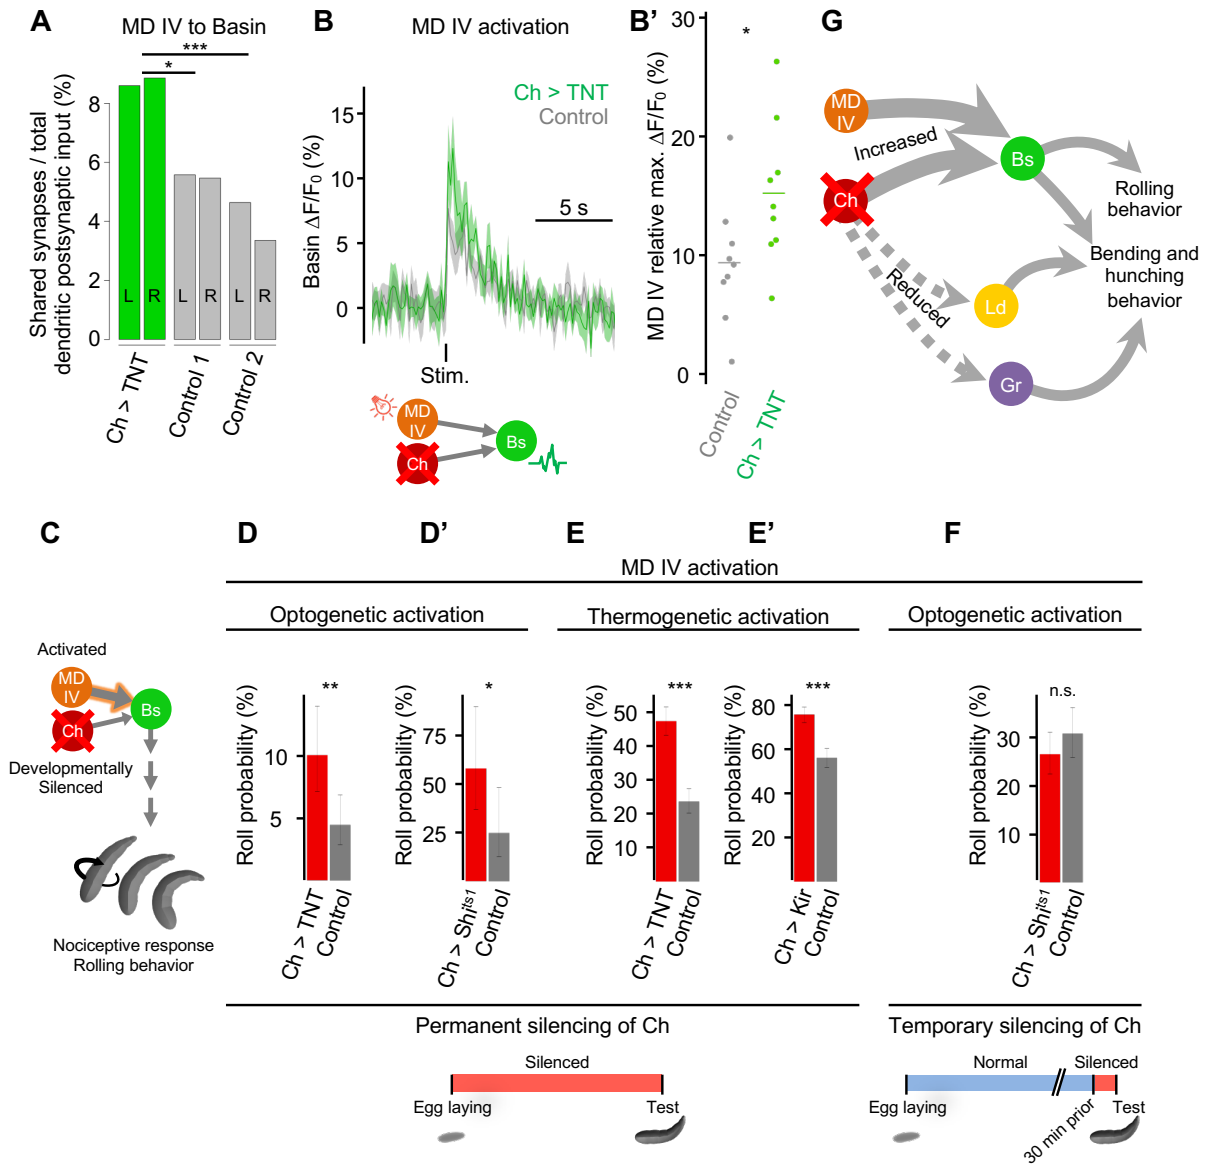 A
MD IV to Basin
***
*
Shared synapses / total
dendritic postsynaptic input (%)
8
6
4
2
0
L
R
L
R
L
R
Ch > TNT
Control 1
Control 2
B
MD IV activation
Ch > TNT
Control
Basin ΔF/F0 (%)
15
10
5
0
5 s
Stim.
MD
IV
Ch
Bs
B’
MD IV relative max. ΔF/F0 (%)
30
20
10
0
*
Control
Ch > TNT
G
MD
IV
Increased
Ch
Bs
Rolling
behavior
Bending and
hunching
behavior
Reduced
Ld
Gr
C
Activated
MD
IV
Bs
Ch
Developmentally
Silenced
Nociceptive response
Rolling behavior
D
D’
E
E’
F
MD IV activation
Optogenetic activation
Thermogenetic activation
Optogenetic activation
Roll probability (%)
10
5
**
Ch > TNT
Control
Roll probability (%)
75
50
25
*
Ch > Shits1
Control
Roll probability (%)
50
40
30
20
10
***
Ch > TNT
Control
Roll probability (%)
80
60
40
20
***
Ch > Kir
Control
Roll probability (%)
30
20
10
n.s.
Ch > Shits1
Control
Permanent silencing of Ch
Silenced
Egg laying
Test
Temporary silencing of Ch
Normal
Silenced
Egg laying
30 min prior
Test